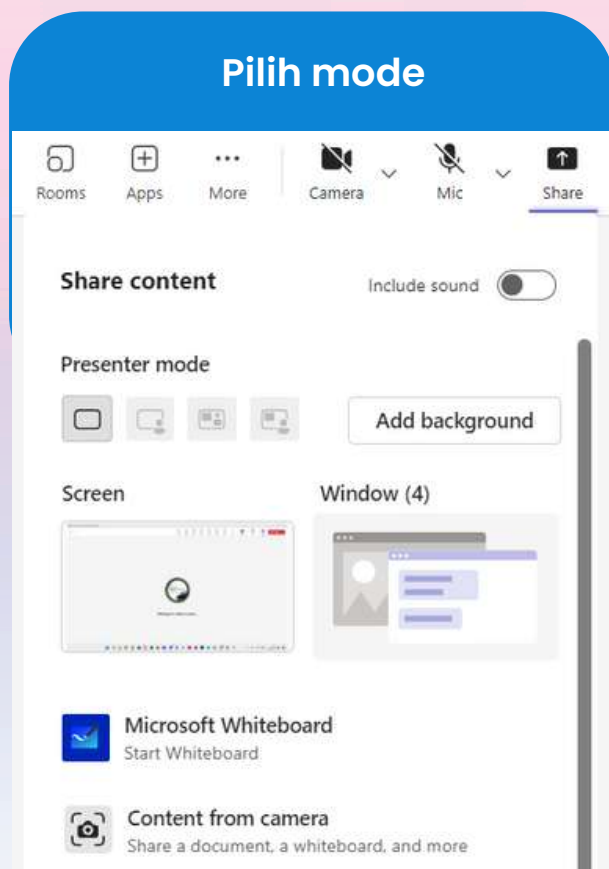 Pilih mode
Rooms Apps More Camera Mic Share
Share content Include sound
Presenter mode
Add background
Screen Window (4)
Microsoft Whiteboard
Start Whiteboard
Content from camera
Share a document, a whiteboard, and more